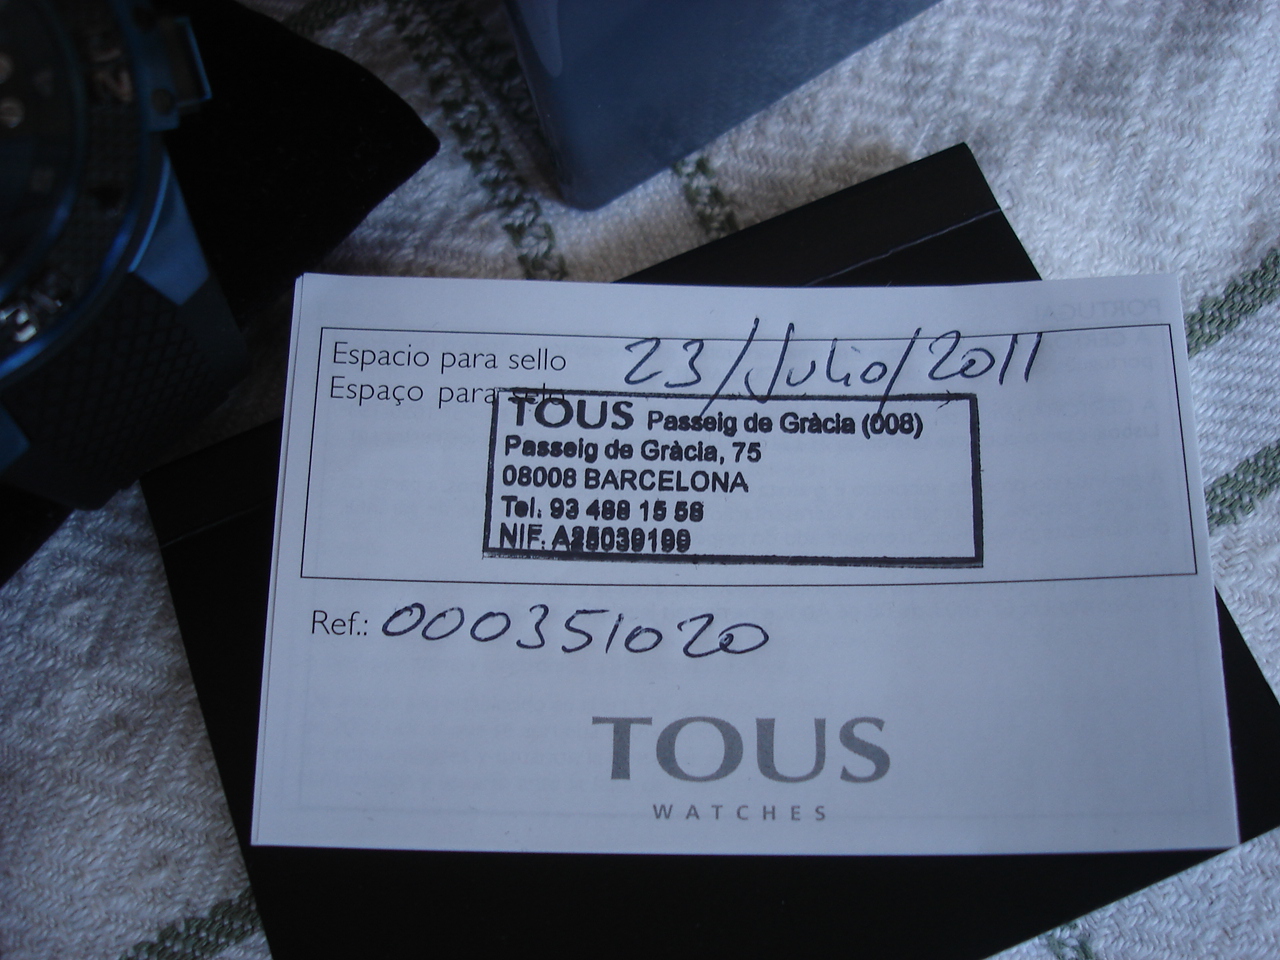 Espacio para sello
23/Julio/2011
Espaço para selo
TOUS Passeig de Gràcia (008)
Passeig de Gràcia, 75
08008 BARCELONA
Tel: 93 488 15 58
NIF: A25039199
Ref.: 000351020
TOUS
WATCHES